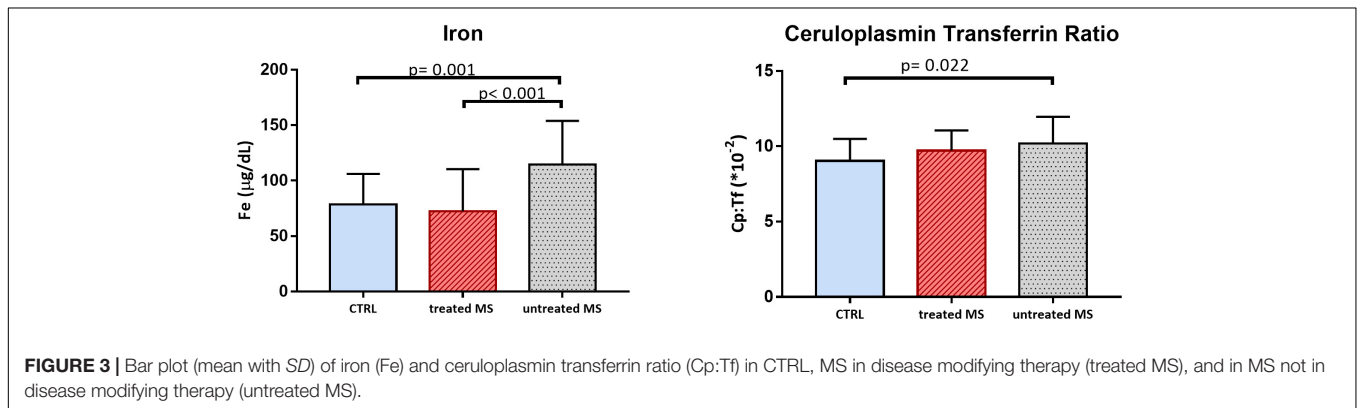 Iron
200
150
100
50
0
Fe (µg/dL)
p= 0.001
p< 0.001
CTRL
treated MS
untreated MS
Ceruloplasmin Transferrin Ratio
15
10
5
0
Cp:Tf (*10⁻²)
p= 0.022
CTRL
treated MS
untreated MS
FIGURE 3 | Bar plot (mean with SD) of iron (Fe) and ceruloplasmin transferrin ratio (Cp:Tf) in CTRL, MS in disease modifying therapy (treated MS), and in MS not in
disease modifying therapy (untreated MS).